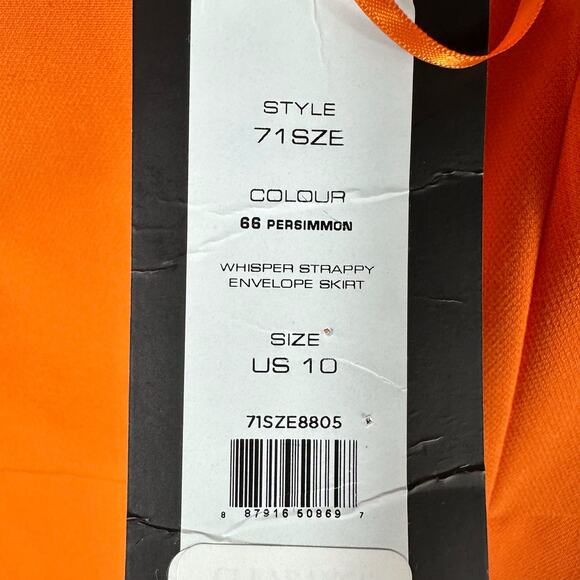 STYLE
71SZE
COLOUR
66 PERSIMMON
WHISPER STRAPPY
ENVELOPE SKIRT
SIZE
US 10
71SZE8805
8 87916 50869 7